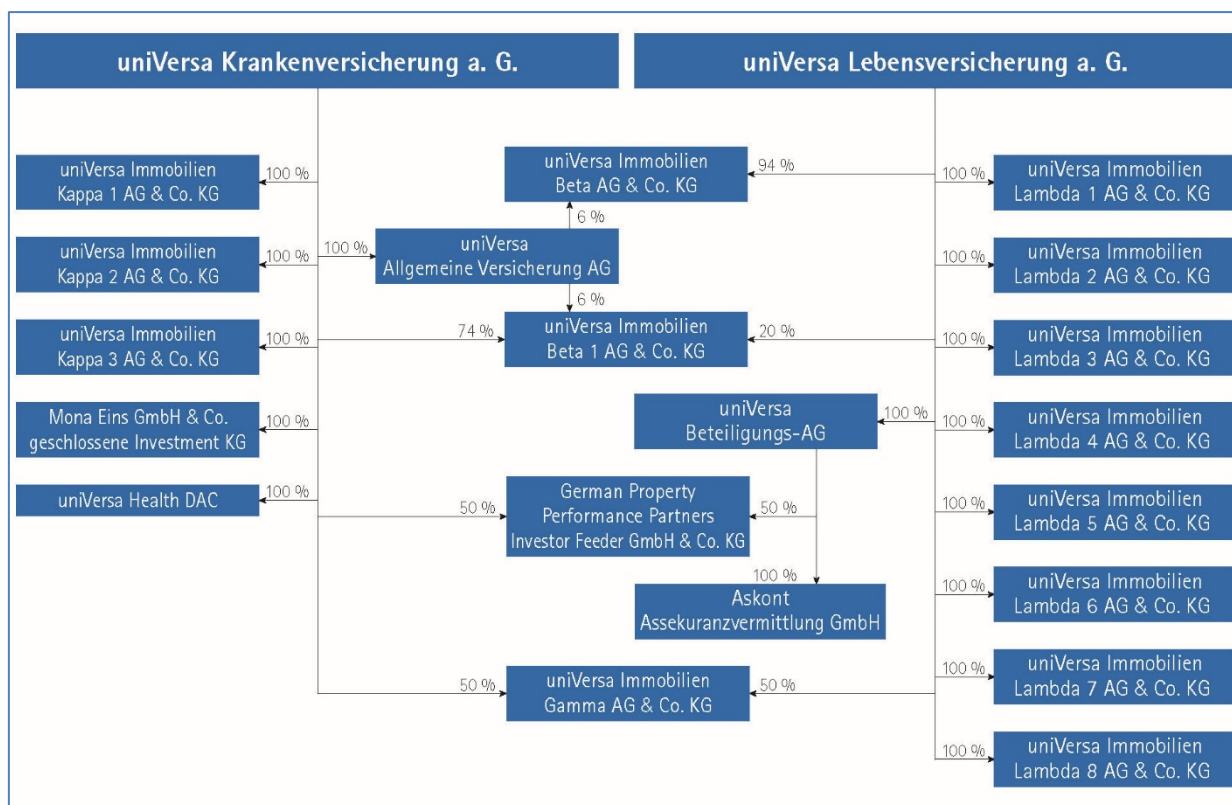 uniVersa Krankenversicherung a. G.
uniVersa Lebensversicherung a. G.
uniVersa Immobilien
Kappa 1 AG & Co. KG
100 %
uniVersa Immobilien
Beta AG & Co. KG
94 %
100 %
uniVersa Immobilien
Lambda 1 AG & Co. KG
6 %
uniVersa Immobilien
Kappa 2 AG & Co. KG
100 %
100 %
uniVersa
Allgemeine Versicherung AG
100 %
uniVersa Immobilien
Lambda 2 AG & Co. KG
6 %
uniVersa Immobilien
Kappa 3 AG & Co. KG
100 %
74 %
uniVersa Immobilien
Beta 1 AG & Co. KG
20 %
100 %
uniVersa Immobilien
Lambda 3 AG & Co. KG
Mona Eins GmbH & Co.
geschlossene Investment KG
100 %
uniVersa
Beteiligungs-AG
100 %
100 %
uniVersa Immobilien
Lambda 4 AG & Co. KG
uniVersa Health DAC
100 %
50 %
German Property
Performance Partners
Investor Feeder GmbH & Co. KG
50 %
100 %
uniVersa Immobilien
Lambda 5 AG & Co. KG
100 %
Askont
Assekuranzvermittlung GmbH
100 %
uniVersa Immobilien
Lambda 6 AG & Co. KG
50 %
uniVersa Immobilien
Gamma AG & Co. KG
50 %
100 %
uniVersa Immobilien
Lambda 7 AG & Co. KG
100 %
uniVersa Immobilien
Lambda 8 AG & Co. KG